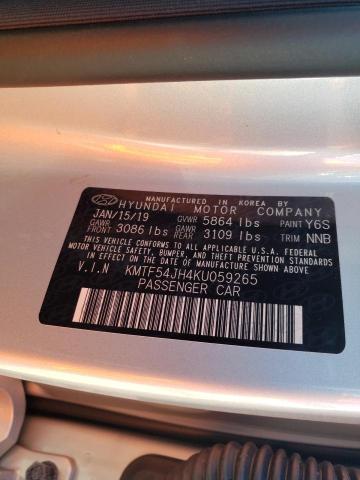 MANUFACTURED IN KOREA BY
HYUNDAI MOTOR COMPANY
JAN/15/19 GVWR 5864 lbs PAINT Y6S
GAWR FRONT 3086 lbs GAWR REAR 3109 lbs TRIM NNB
THIS VEHICLE CONFORMS TO ALL APPLICABLE U.S.A. FEDERAL
MOTOR VEHICLE SAFETY, BUMPER, AND THEFT PREVENTION
STANDARDS IN EFFECT ON THE DATE OF MANUFACTURE SHOWN ABOVE.
V.I.N KMTF54JH4KU059265
PASSENGER CAR